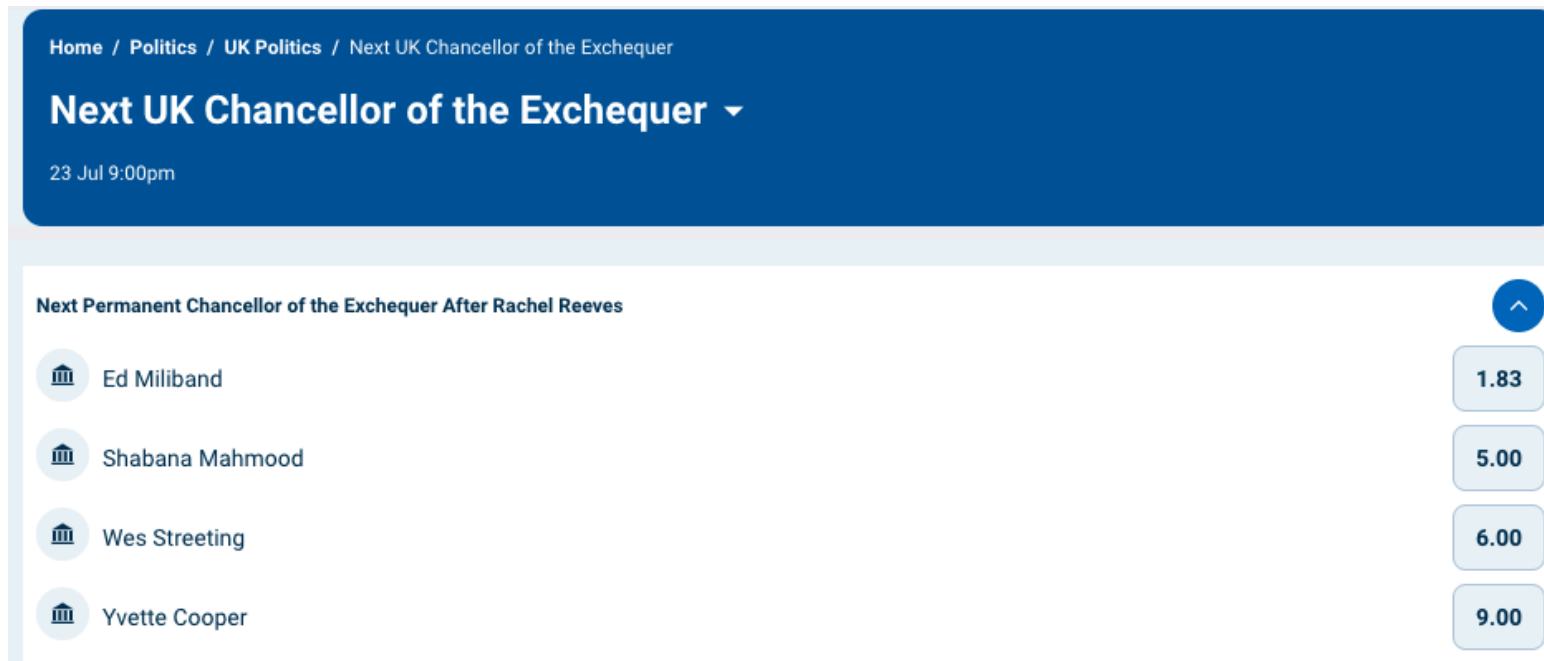 Home / Politics / UK Politics / Next UK Chancellor of the Exchequer
Next UK Chancellor of the Exchequer
23 Jul 9:00pm
Next Permanent Chancellor of the Exchequer After Rachel Reeves
Ed Miliband 1.83
Shabana Mahmood 5.00
Wes Streeting 6.00
Yvette Cooper 9.00